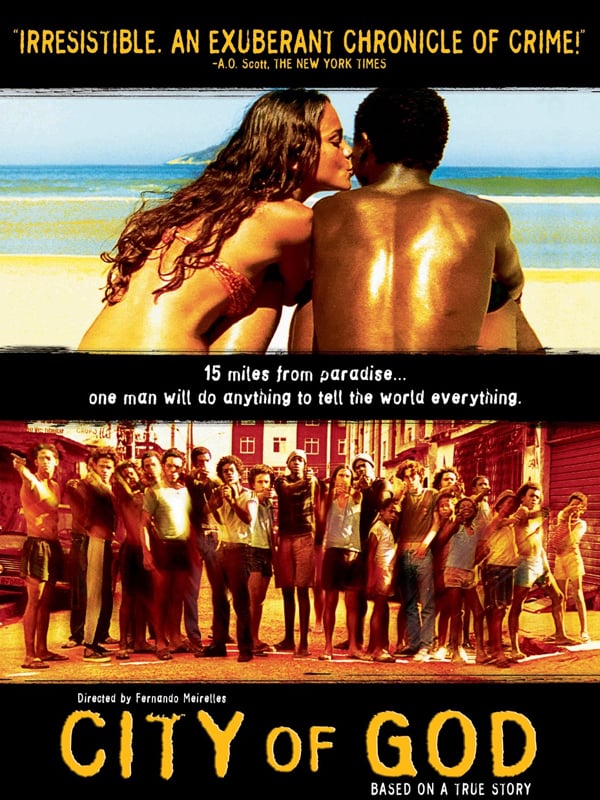 "IRRESISTIBLE. AN EXUBERANT CHRONICLE OF CRIME!"
-A.O. Scott, THE NEW YORK TIMES
15 miles from paradise...
one man will do anything to tell the world everything.
Directed by Fernando Meirelles
CITY OF GOD
BASED ON A TRUE STORY